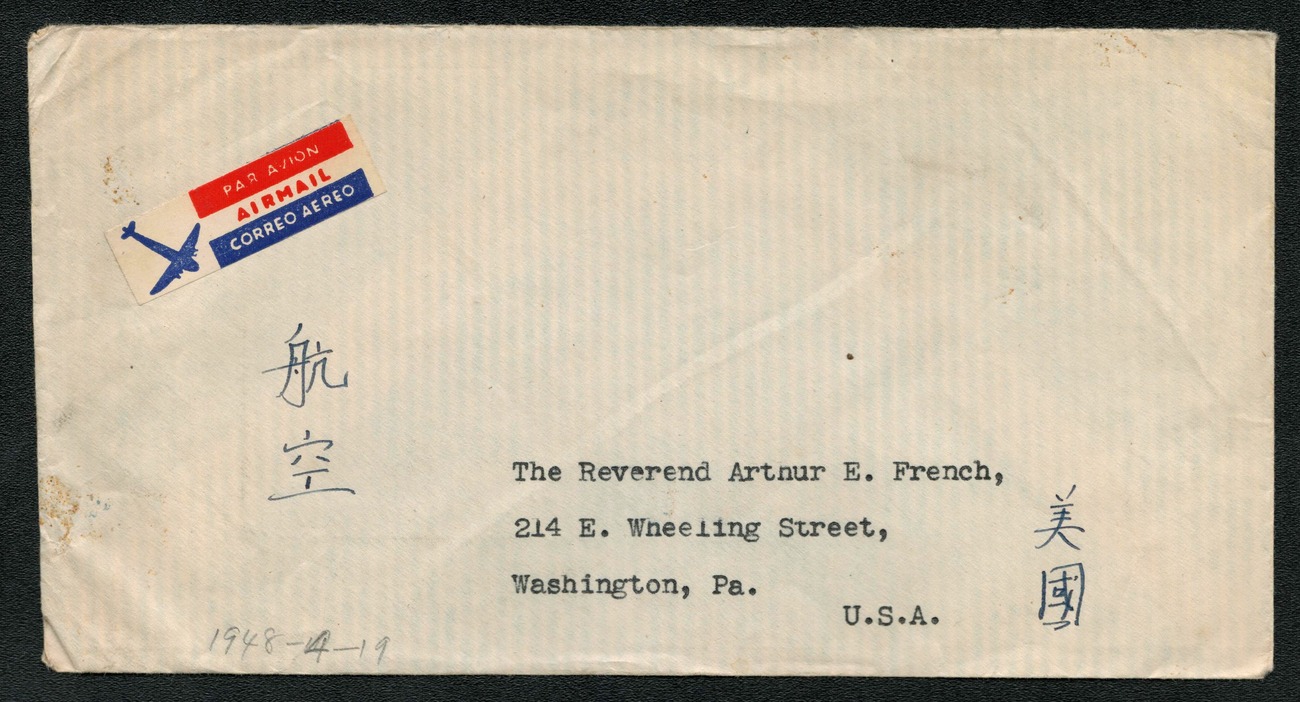 PAR AVION
AIRMAIL
CORREO AEREO
航空
The Reverend Arthur E. French,
214 E. Wheeling Street,
Washington, Pa.
U.S.A.
美國
1948-4-19